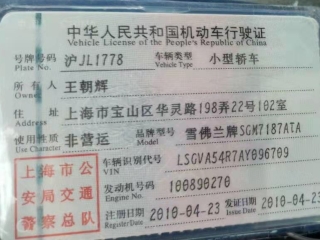 中华人民共和国机动车行驶证
Vehicle License of the People's Republic of China
号牌号码 沪JL1778 车辆类型 小型轿车
Plate No. Vehicle Type
所有人 王朝辉
Owner
住址 上海市宝山区华灵路198弄22号102室
Address
使用性质 非营运 品牌型号 雪佛兰牌SGM7187ATA
Use Character Model
上海市公 车辆识别代号 LSGVA54R7AY096709
VIN
安局交通 发动机号码 100890270
Engine No.
警察总队 注册日期 2010-04-23 发证日期 2010-04-23
Register Date Issue Date